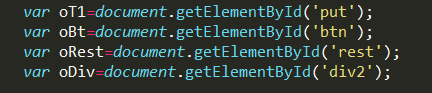 var oT1=document.getElementById('put');
var oBt=document.getElementById('btn');
var oRest=document.getElementById('rest');
var oDiv=document.getElementById('div2');